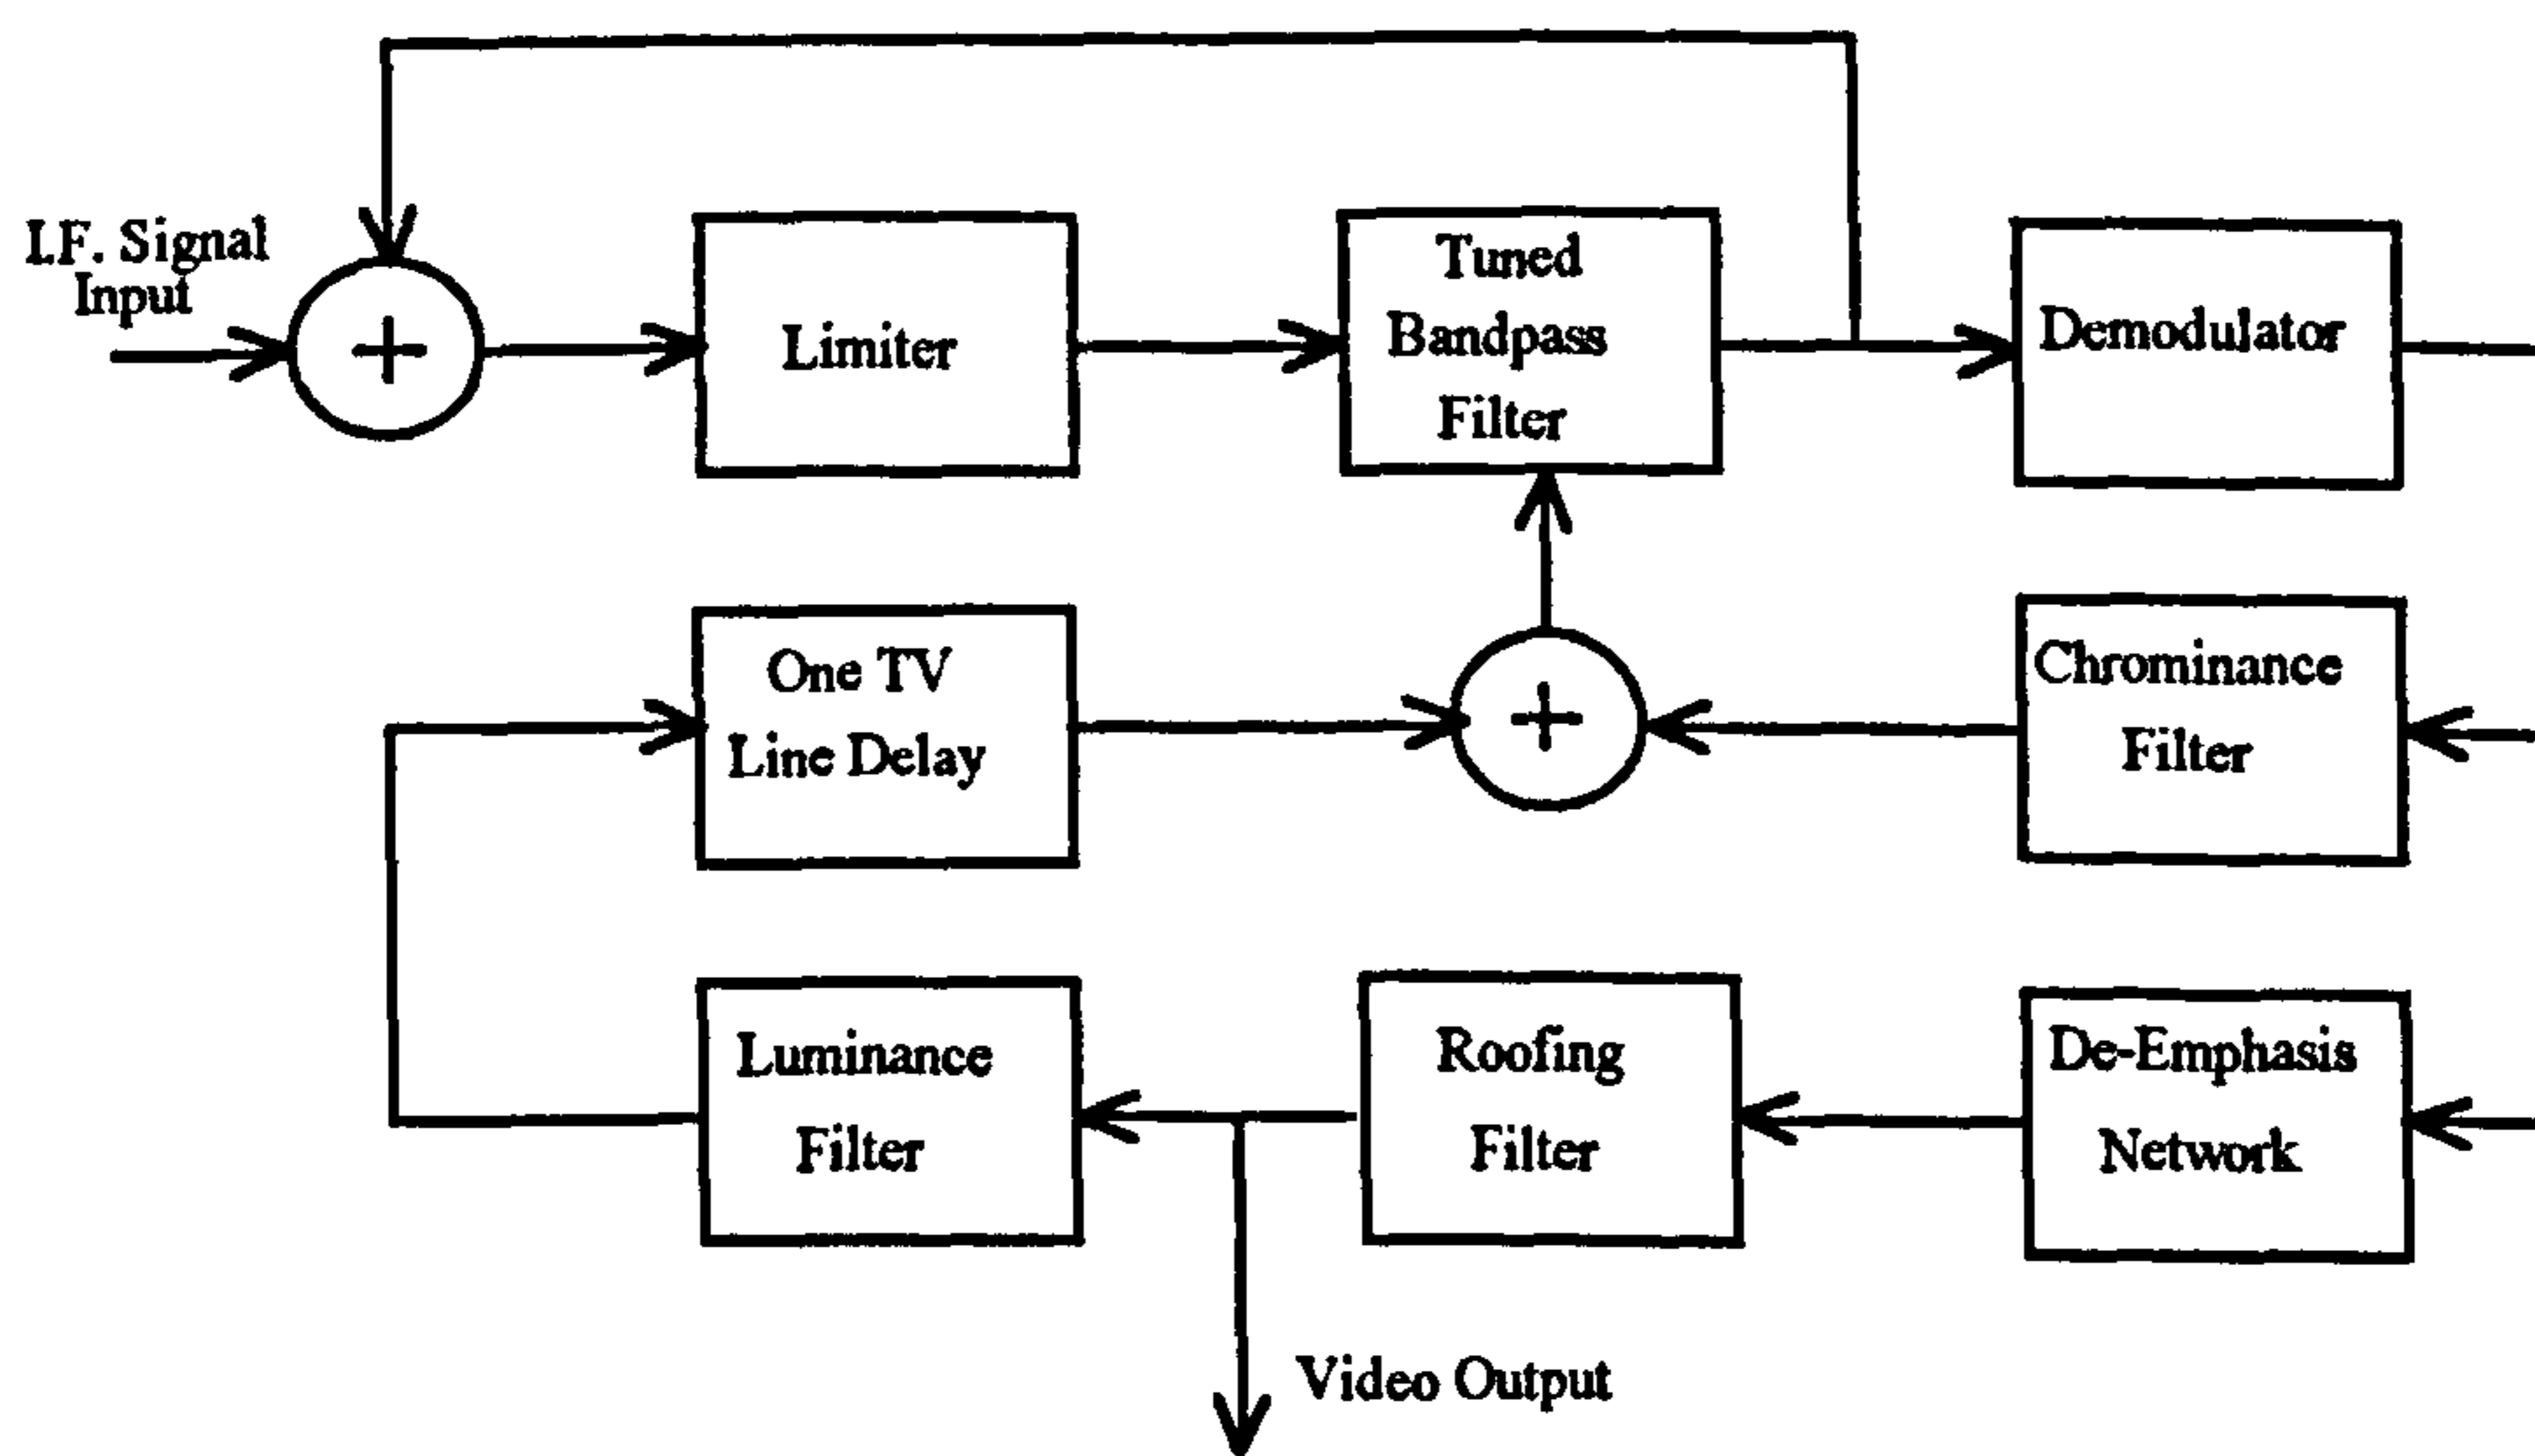 I.F. Signal
Input
+
Limiter
Tuned
Bandpass
Filter
Demodulator
One TV
Line Delay
+
Chrominance
Filter
Luminance
Filter
Roofing
Filter
De-Emphasis
Network
Video Output